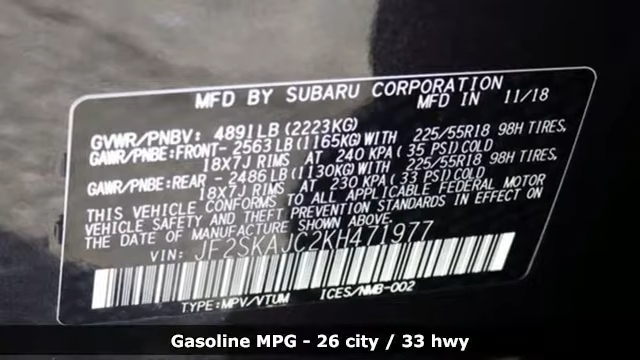 MFD BY SUBARU CORPORATION
MFD IN 11/18
GVWR/PNBV: 4891LB(2223KG)
GAWR/PNBE:FRONT-2563LB(1165KG)WITH 225/55R18 98H TIRES,
18X7J RIMS AT 240 KPA(35 PSI)COLD
GAWR/PNBE:REAR -2486LB(1130KG)WITH 225/55R18 98H TIRES,
18X7J RIMS AT 230 KPA(33 PSI)COLD
THIS VEHICLE CONFORMS TO ALL APPLICABLE FEDERAL MOTOR
VEHICLE SAFETY AND THEFT PREVENTION STANDARDS IN EFFECT ON
THE DATE OF MANUFACTURE SHOWN ABOVE.
VIN: JF2SKAJC2KH471977
TYPE:MPV/VTUM ICES/NMB-002
Gasoline MPG - 26 city / 33 hwy